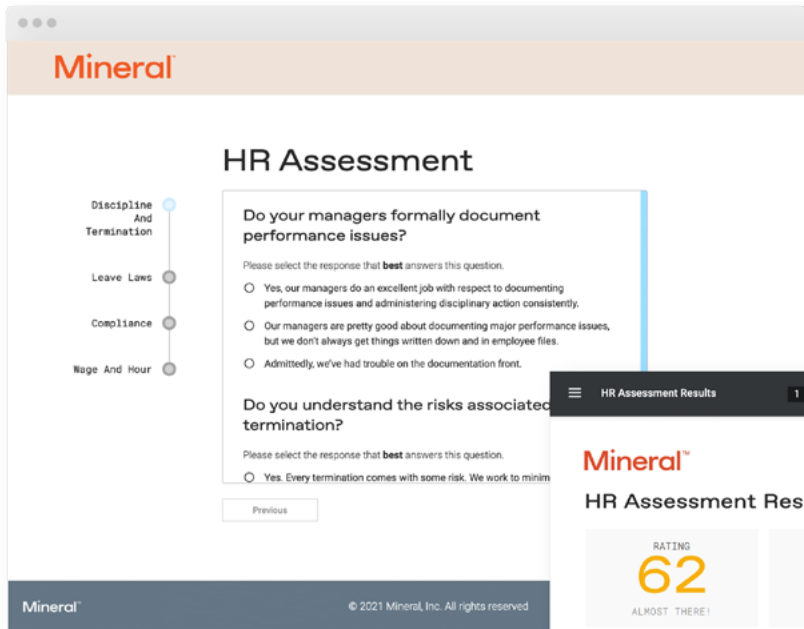 Mineral™
HR Assessment
Discipline
And
Termination
Leave Laws
Compliance
Wage And Hour
Do your managers formally document
performance issues?
Please select the response that best answers this question.
Yes, our managers do an excellent job with respect to documenting
performance issues and administering disciplinary action consistently.
Our managers are pretty good about documenting major performance issues,
but we don't always get things written down and in employee files.
Admittedly, we've had trouble on the documentation front.
Do you understand the risks associated
termination?
Please select the response that best answers this question.
Yes. Every termination comes with some risk. We work to minim
Previous
Mineral™
© 2021 Mineral, Inc. All rights reserved
HR Assessment Results
1
Mineral™
HR Assessment Res
RATING
62
ALMOST THERE!